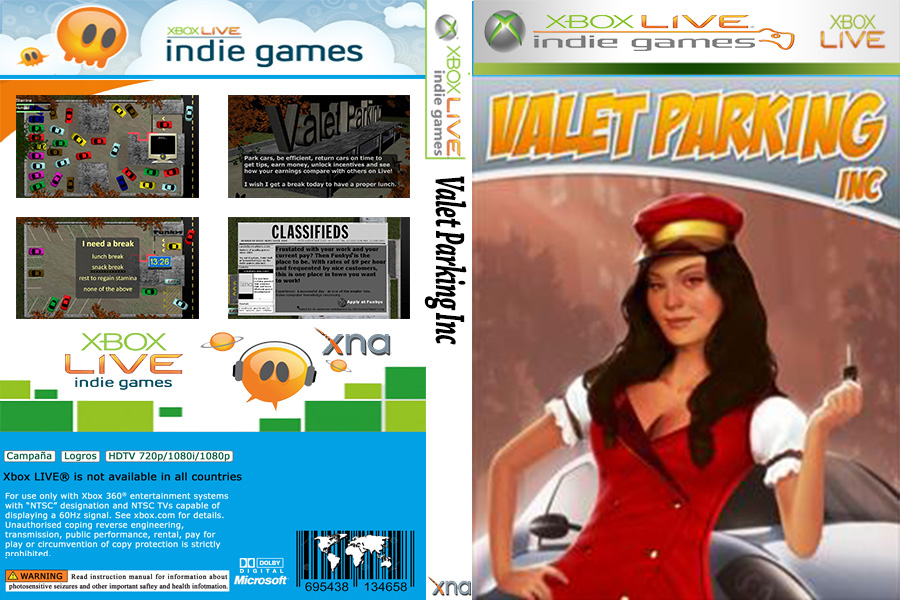 XBOX LIVE
indie games
Valet Parking
Park cars, be efficient, return cars on time to
get tips, earn money, unlock incentives and see
how your earnings compare with others on Live!
I wish I get a break today to have a proper lunch.
I need a break
lunch break
snack break
rest to regain stamina
none of the above
Funkys
13:26
CLASSIFIEDS
Frustated with your work and your
current pay? Then Funkys is the
place to be. With rates of $9 per hour
and frequented by nice customers,
this is one place in town you want
to work!
Apply at Funkys
XBOX
LIVE
indie games
xna
Campaña Logros HDTV 720p/1080i/1080p
Xbox LIVE® is not available in all countries
For use only with Xbox 360® entertainment systems
with “NTSC” designation and NTSC TVs capable of
displaying a 60Hz signal. See xbox.com for details.
Unauthorised coping reverse engineering,
transmission, public performance, rental, pay for
play or circumvention of copy protection is strictly
prohibited.
WARNING Read instruction manual for information about
photosensitive seizures and other important saftey and health infotmation.
DOLBY
DIGITAL
Microsoft
695438 134658
XBOX LIVE
indie games
Valet Parking Inc
xna
XBOX LIVE
indie games
XBOX
LIVE
VALET PARKING
INC